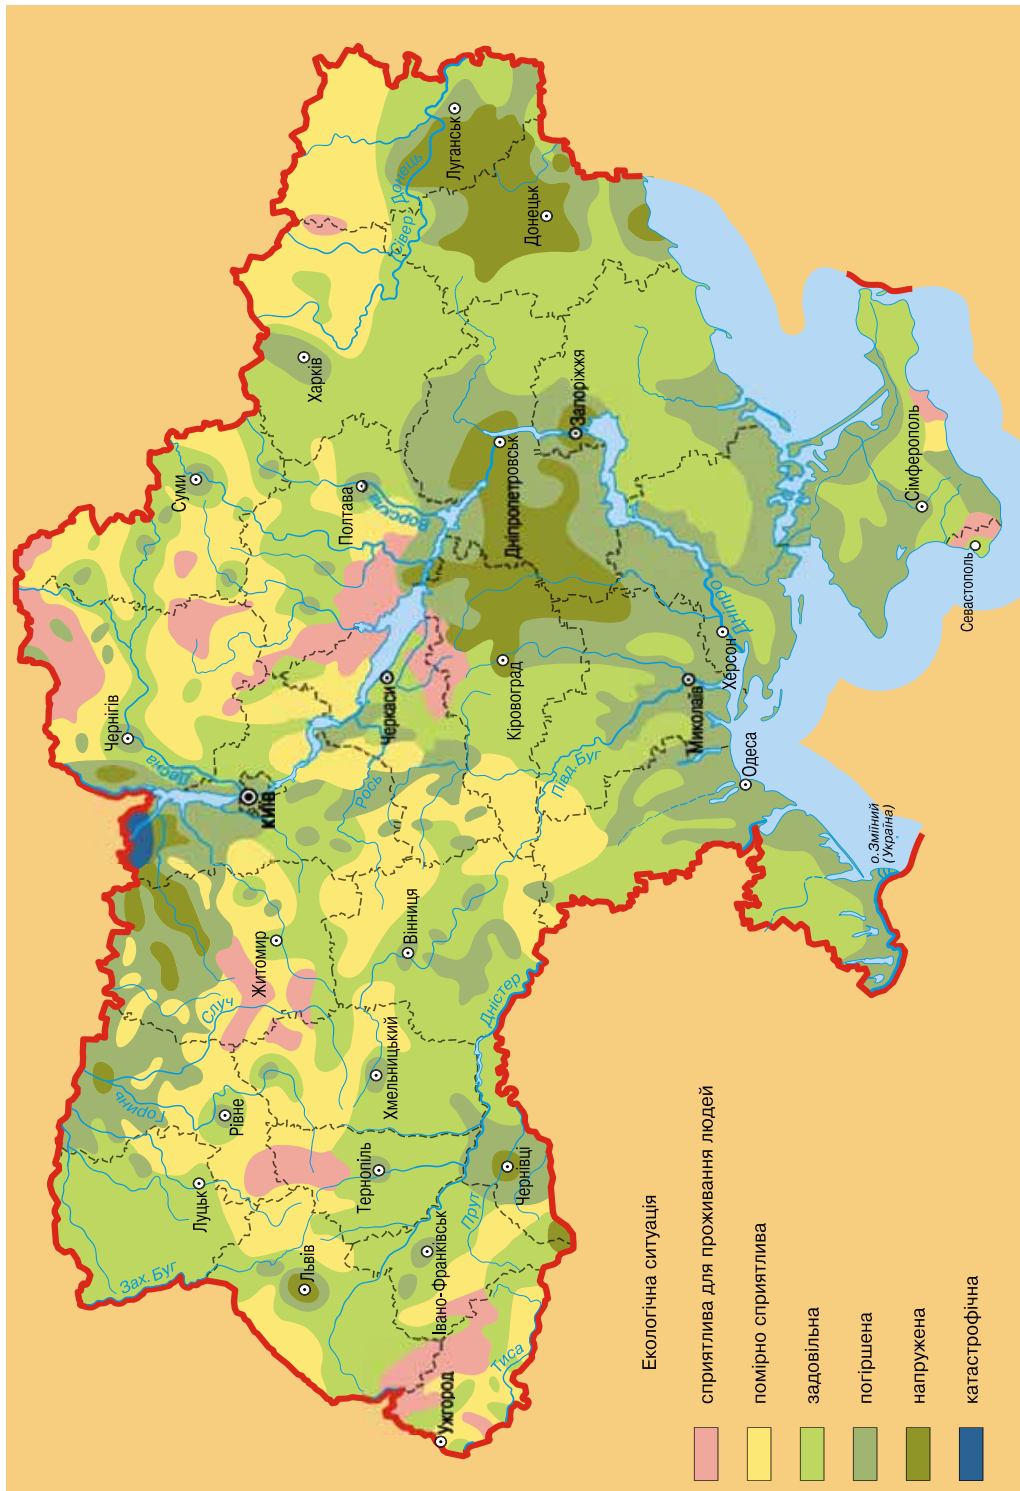 Чернігів
Суми
Десна
КИЇВ
Полтава
Ворскла
Харків
Сівер. Донець
Луганськ
Донецьк
Луцьк
Рівне
Горинь
Случ
Житомир
Зах. Буг
Львів
Тернопіль
Хмельницький
Вінниця
Рось
Черкаси
Кіровоград
Дніпропетровськ
Запоріжжя
Івано-Франківськ
Прут
Чернівці
Дністер
Півд. Буг
Ужгород
Тиса
Миколаїв
Херсон
Дніпро
Одеса
о.Зміїний
(Україна)
Сімферополь
Севастополь
Екологічна ситуація
сприятлива для проживання людей
помірно сприятлива
задовільна
погіршена
напружена
катастрофічна